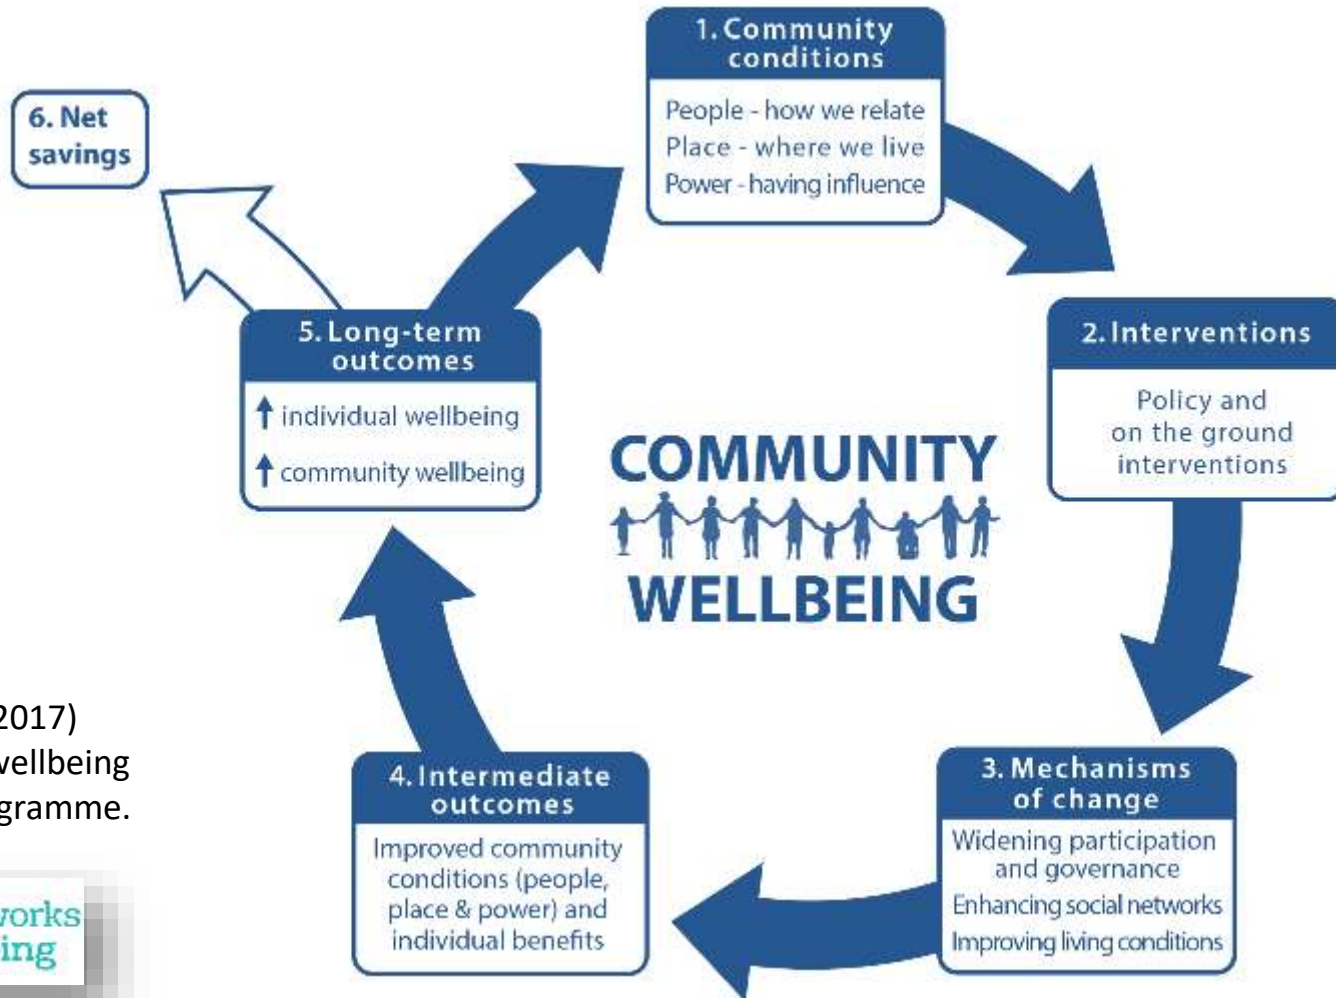 1. Community
conditions
People - how we relate
Place - where we live
Power - having influence
2. Interventions
Policy and
on the ground
interventions
3. Mechanisms
of change
Widening participation
and governance
Enhancing social networks
Improving living conditions
4. Intermediate
outcomes
Improved community
conditions (people,
place & power) and
individual benefits
5. Long-term
outcomes
individual wellbeing
community wellbeing
6. Net
savings
COMMUNITY
WELLBEING
2017)
wellbeing
gramme.
works
ing